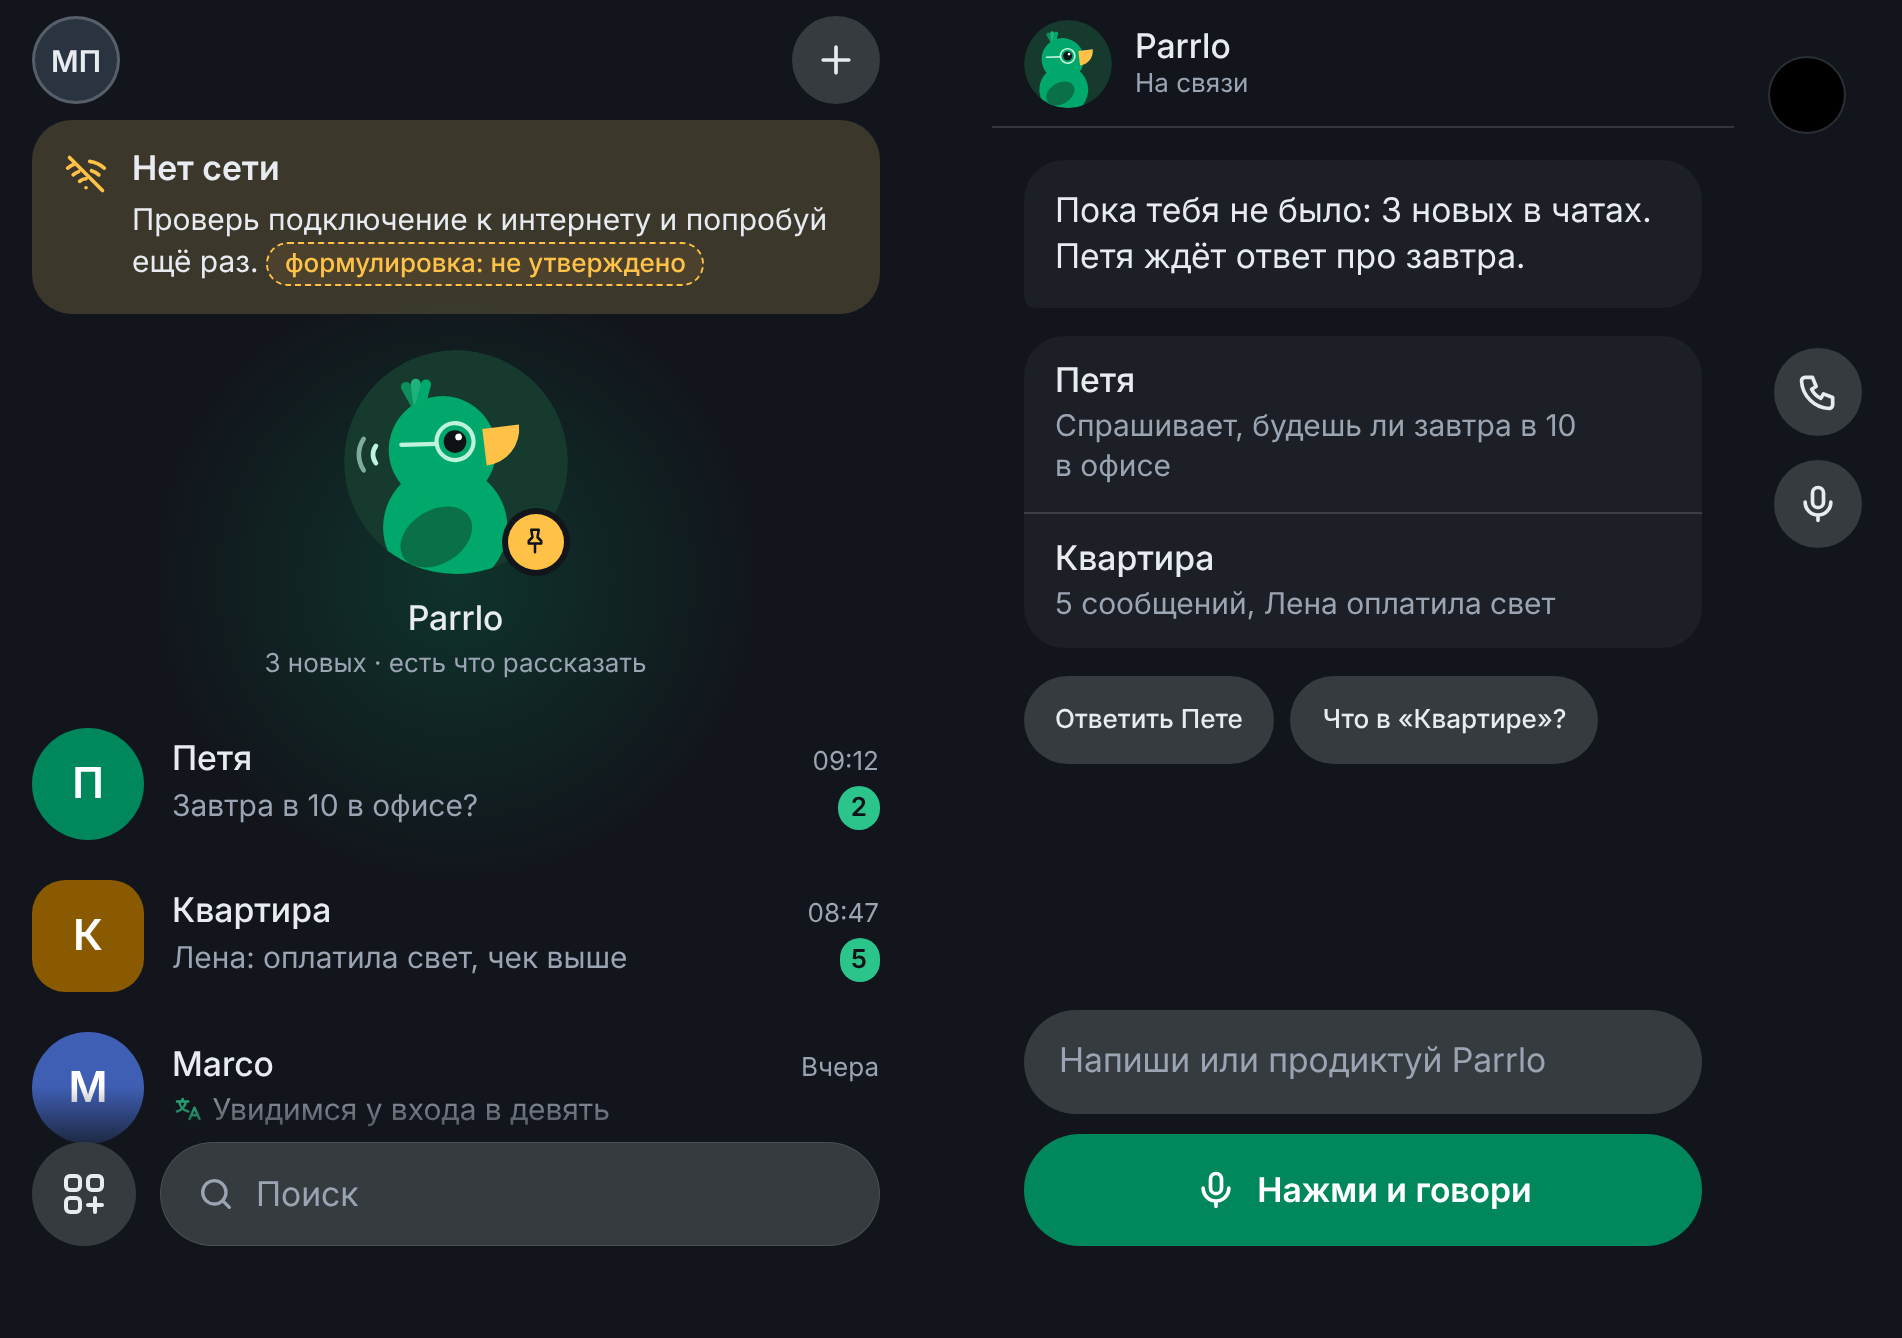 МП
Нет сети
Проверь подключение к интернету и попробуй
ещё раз. формулировка: не утверждено
Parrlo
3 новых · есть что рассказать
П
Петя
09:12
Завтра в 10 в офисе?
2
К
Квартира
08:47
Лена: оплатила свет, чек выше
5
M
Marco
Вчера
Увидимся у входа в девять
Поиск
Parrlo
На связи
Пока тебя не было: 3 новых в чатах.
Петя ждёт ответ про завтра.
Петя
Спрашивает, будешь ли завтра в 10
в офисе
Квартира
5 сообщений, Лена оплатила свет
Ответить Пете
Что в «Квартире»?
Напиши или продиктуй Parrlo
Нажми и говори